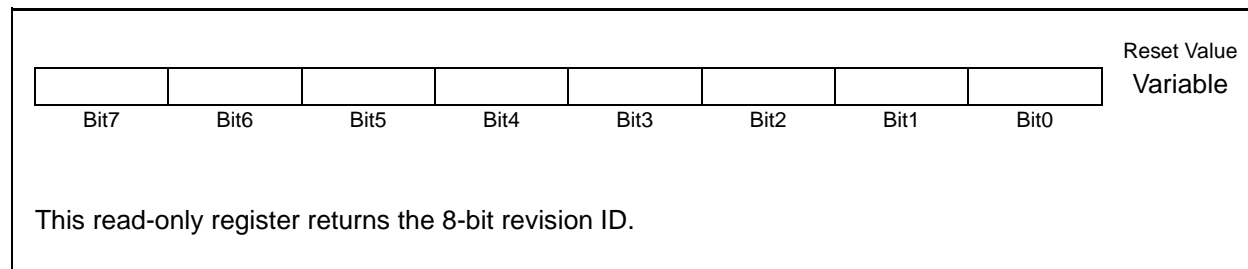 Reset Value
Variable
Bit7 Bit6 Bit5 Bit4 Bit3 Bit2 Bit1 Bit0
This read-only register returns the 8-bit revision ID.